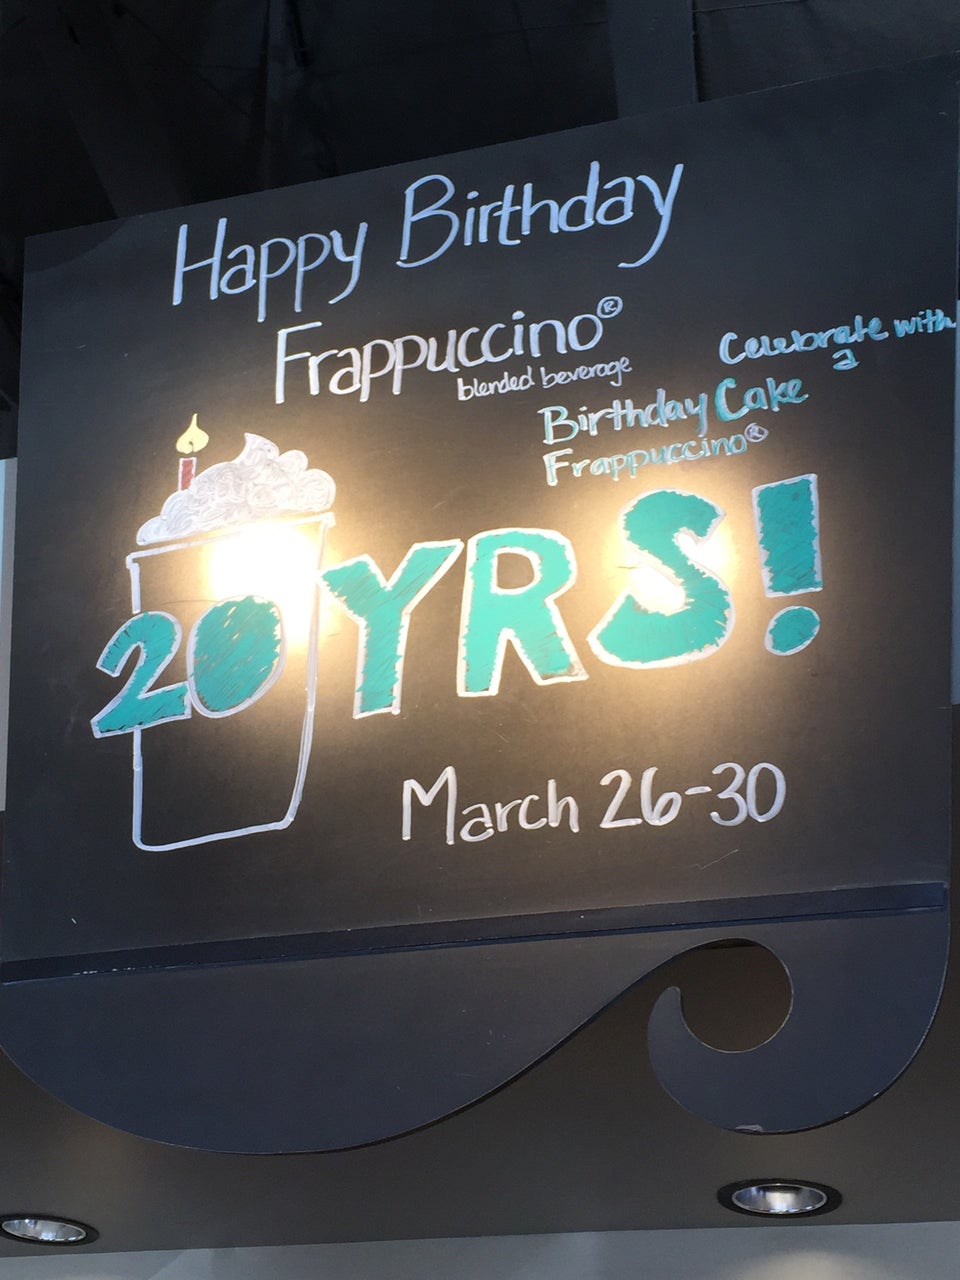 Happy Birthday
Frappuccino®
blended beverage
Celebrate with
a
Birthday Cake
Frappuccino®
20 YRS!
March 26-30